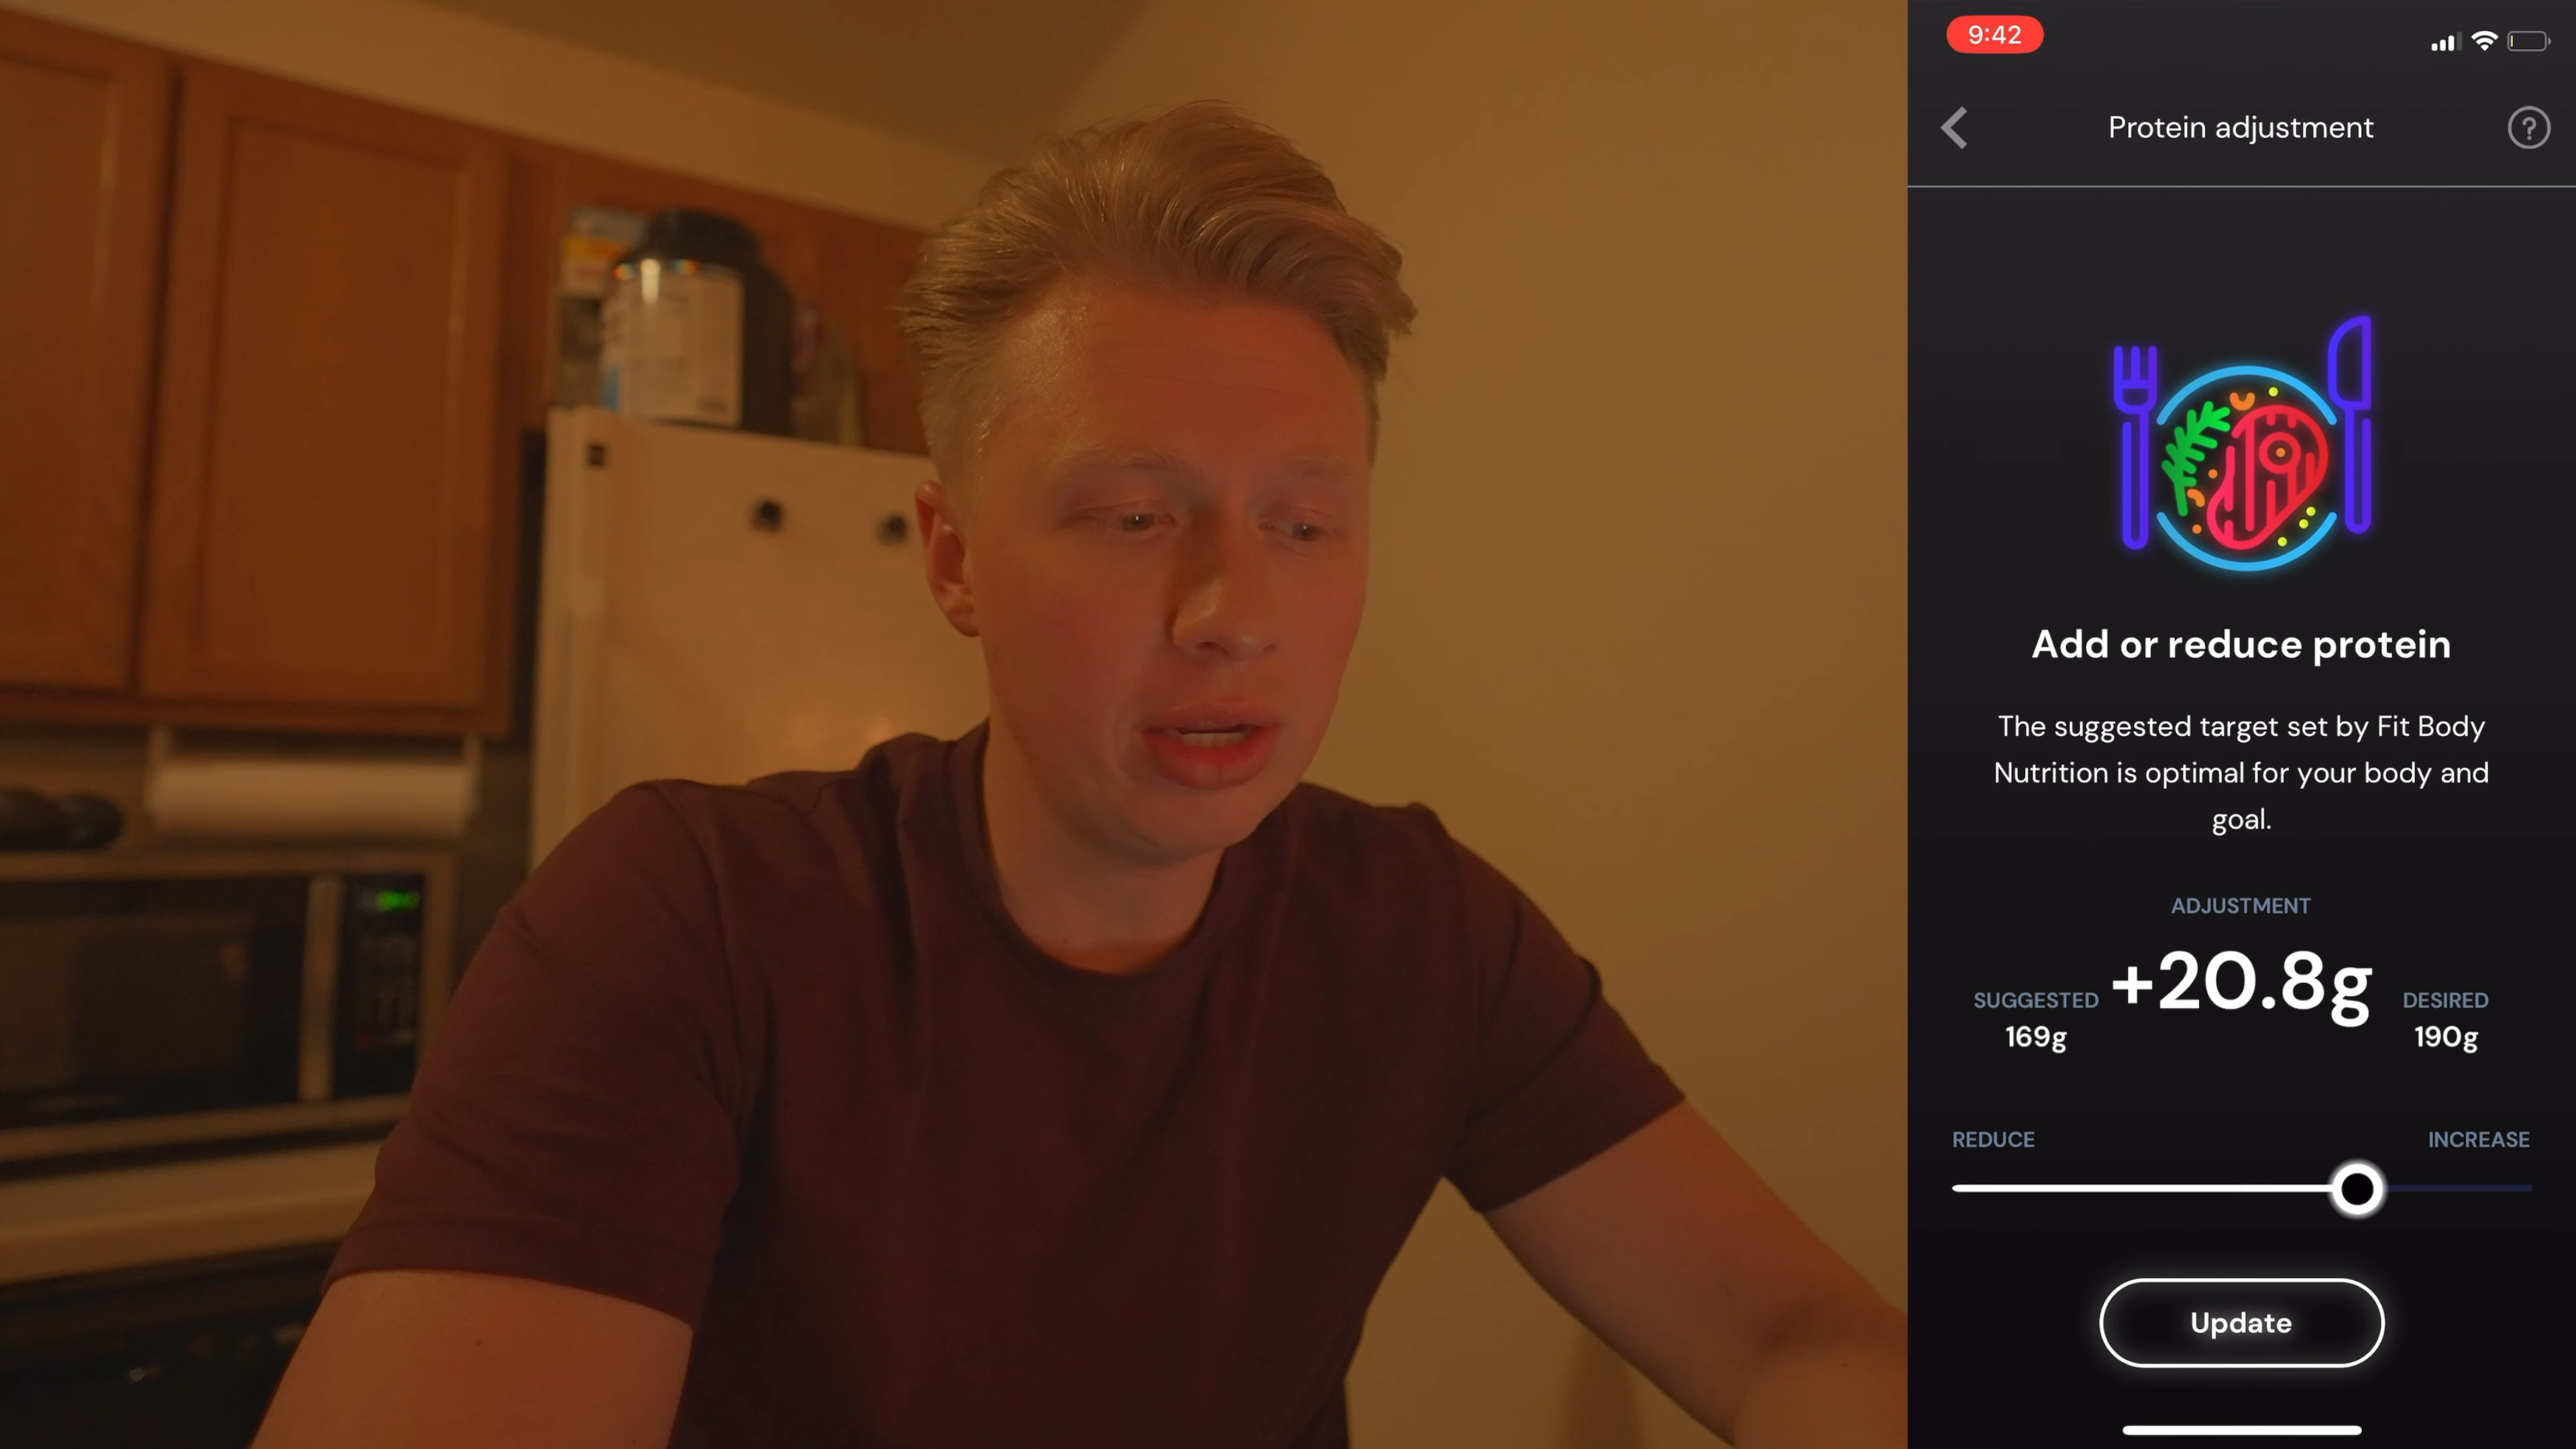 9:42
Protein adjustment
?
Add or reduce protein
The suggested target set by Fit Body
Nutrition is optimal for your body and
goal.
ADJUSTMENT
+20.8g
SUGGESTED
169g
DESIRED
190g
REDUCE
INCREASE
Update